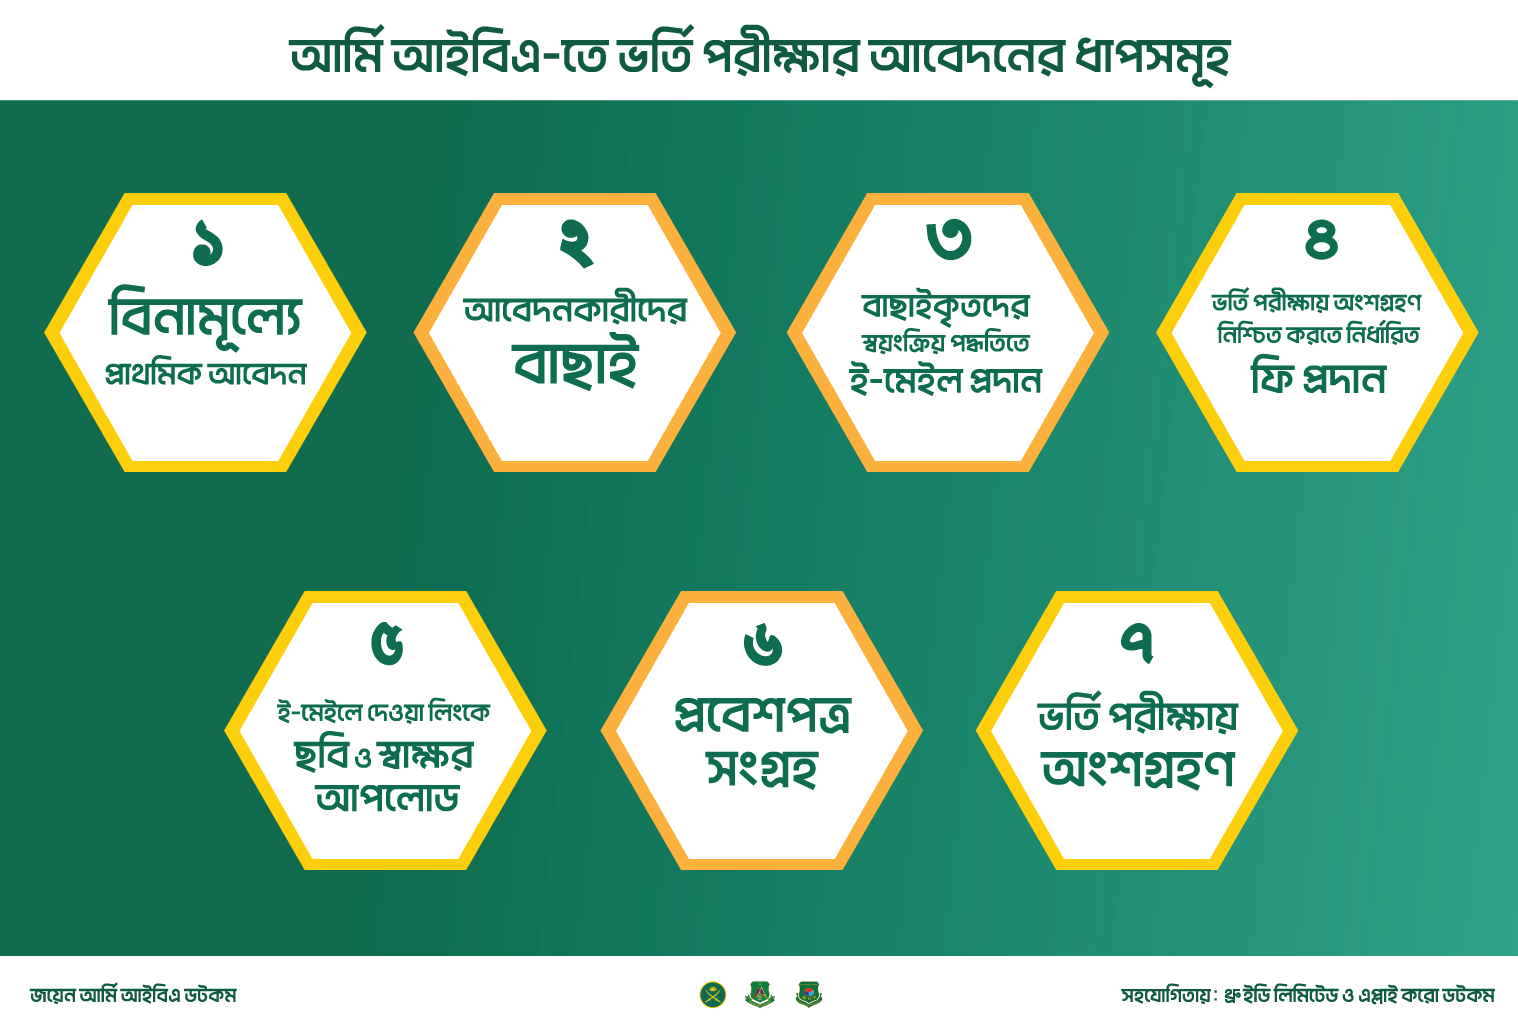 আর্মি আইবিএ-তে ভর্তি পরীক্ষার আবেদনের ধাপসমূহ
১
বিনামূল্যে
প্রাথমিক আবেদন
২
আবেদনকারীদের
বাছাই
৩
বাছাইকৃতদের
স্বয়ংক্রিয় পদ্ধতিতে
ই-মেইল প্রদান
৪
ভর্তি পরীক্ষায় অংশগ্রহণ
নিশ্চিত করতে নির্ধারিত
ফি প্রদান
৫
ই-মেইলে দেওয়া লিংকে
ছবি ও স্বাক্ষর
আপলোড
৬
প্রবেশপত্র
সংগ্রহ
৭
ভর্তি পরীক্ষায়
অংশগ্রহণ
জয়েন আর্মি আইবিএ ডটকম
সহযোগিতায়: থ্রুইডি লিমিটেড ও এপ্লাই করো ডটকম